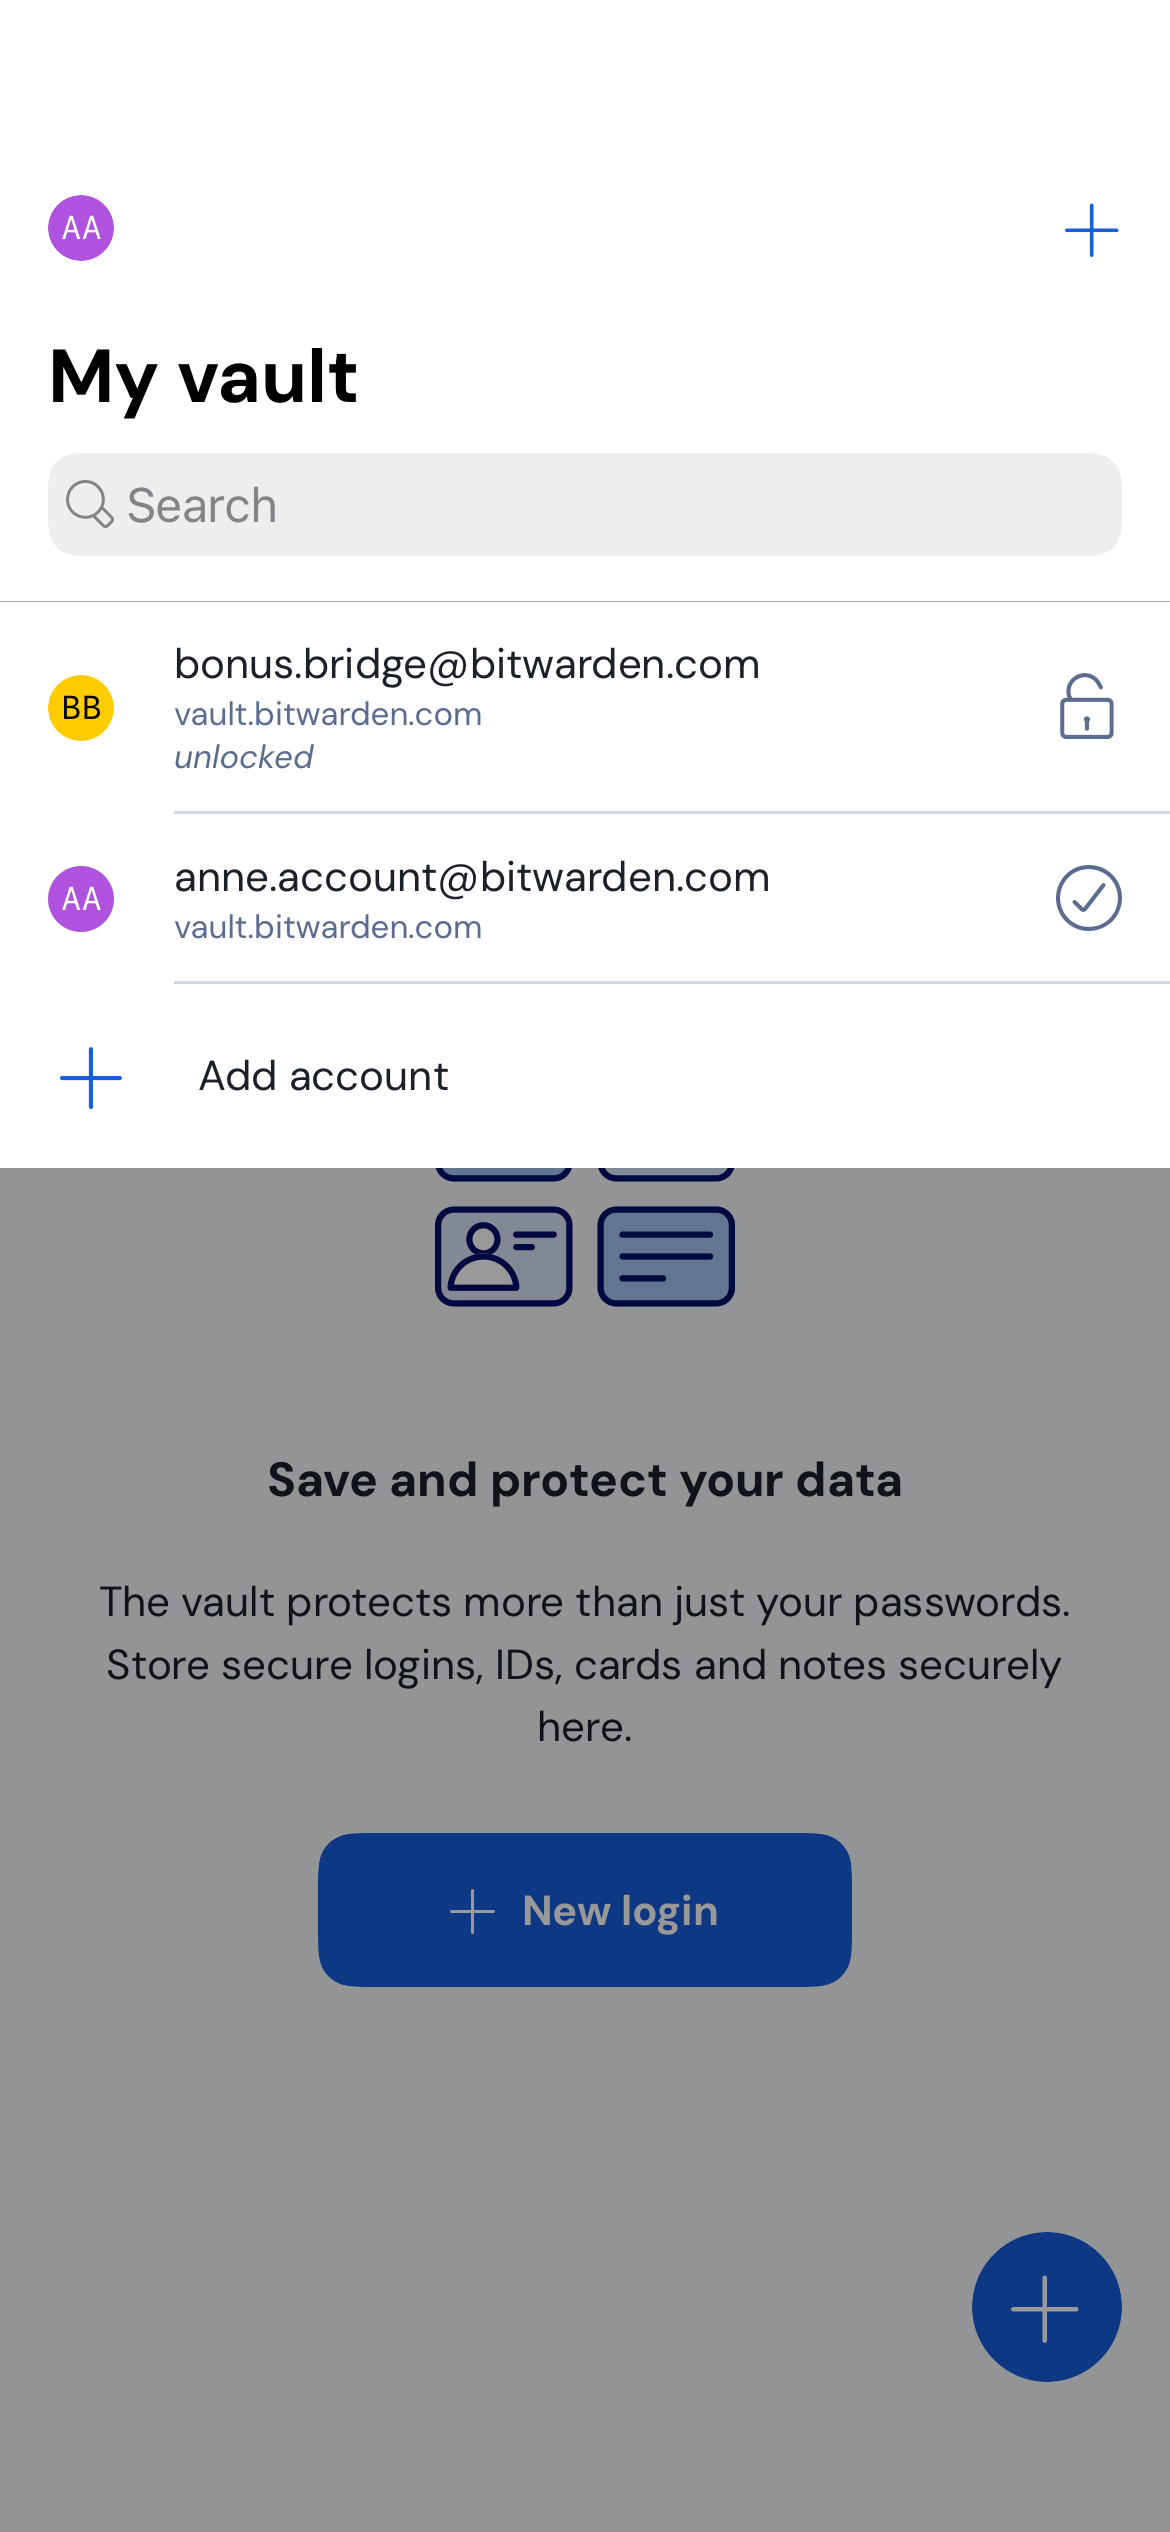 AA
My vault
Search
BB
bonus.bridge@bitwarden.com
vault.bitwarden.com
unlocked
AA
anne.account@bitwarden.com
vault.bitwarden.com
Add account
Save and protect your data
The vault protects more than just your passwords.
Store secure logins, IDs, cards and notes securely
here.
New login